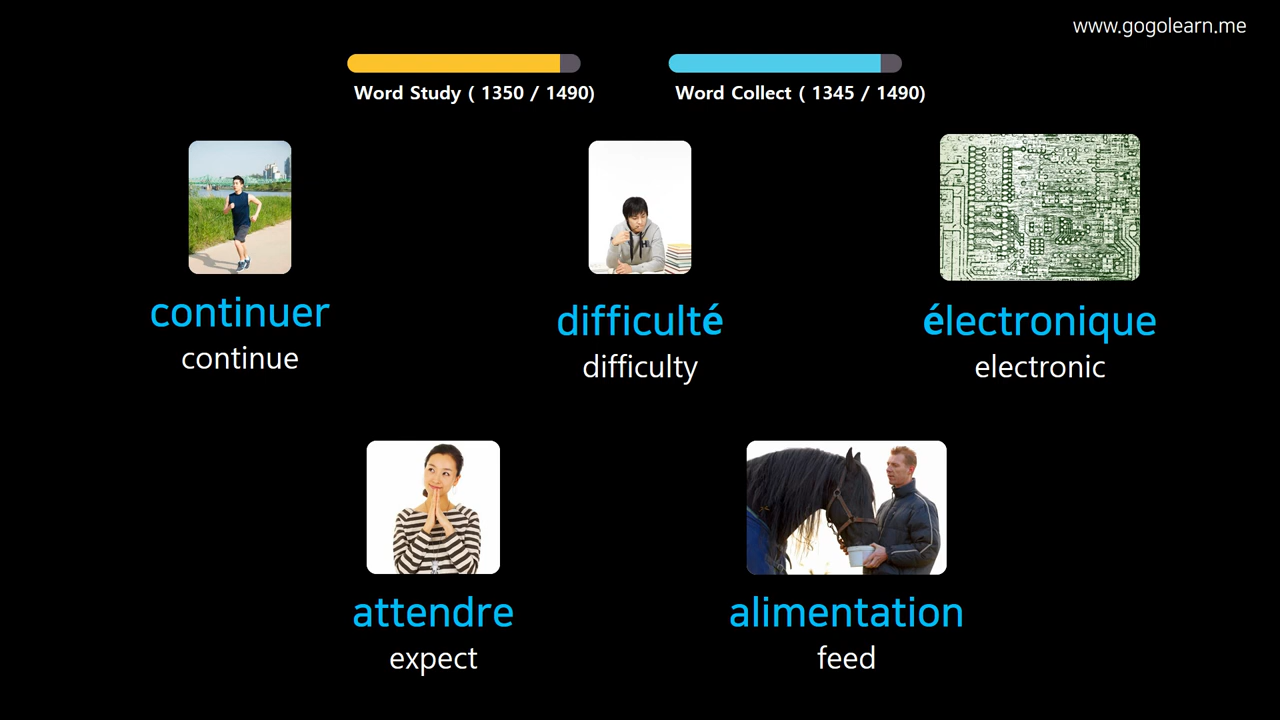 www.gogolearn.me
Word Study ( 1350 / 1490)
Word Collect ( 1345 / 1490)
continuer
continue
difficulté
difficulty
électronique
electronic
attendre
expect
alimentation
feed